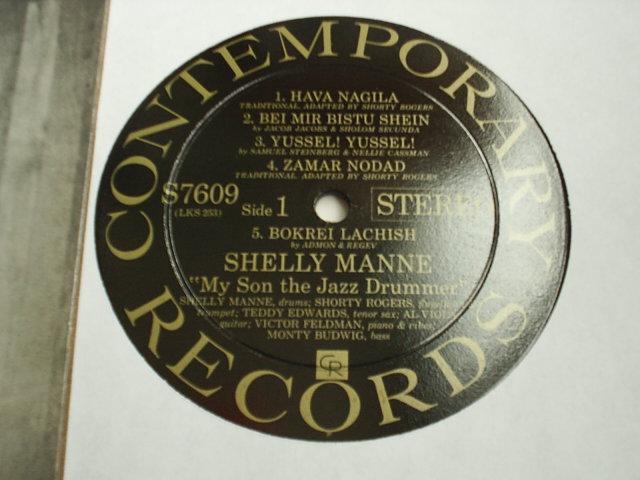 CONTEMPORARY
1. HAVA NAGILA
TRADITIONAL, ADAPTED BY SHORTY ROGERS
2. BEI MIR BISTU SHEIN
by JACOB JACOBS & SHOLOM SECUNDA
3. YUSSEL! YUSSEL!
by SAMUEL STEINBERG & NELLIE CASSMAN
4. ZAMAR NODAD
TRADITIONAL, ADAPTED BY SHORTY ROGERS
S7609
(LKS 253)
Side 1
STEREO
5. BOKREI LACHISH
by ADMON & REGEV
SHELLY MANNE
"My Son the Jazz Drummer"
SHELLY MANNE, drums; SHORTY ROGERS,
trumpet; TEDDY EDWARDS, tenor sax; AL VIOLA,
guitar; VICTOR FELDMAN, piano & vibes;
MONTY BUDWIG, bass
CR
RECORDS